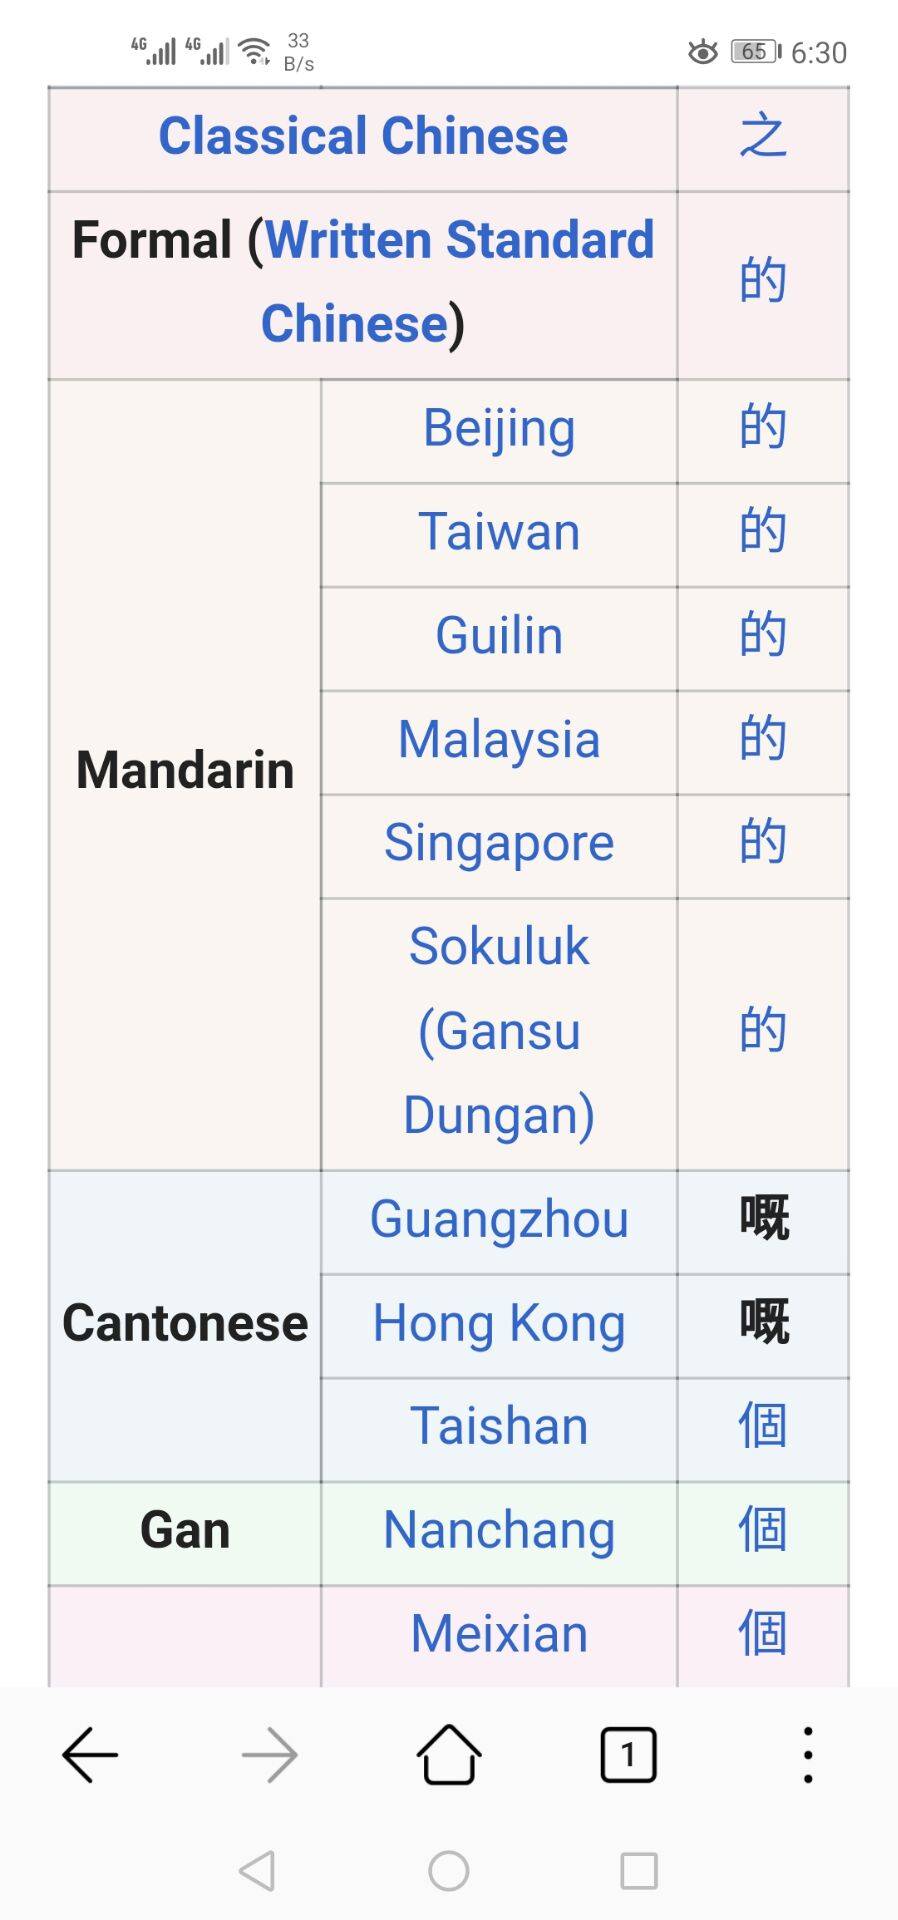 4G 4G 33
B/s
65 6:30
Classical Chinese 之
Formal (Written Standard
Chinese) 的
Mandarin
Beijing 的
Taiwan 的
Guilin 的
Malaysia 的
Singapore 的
Sokuluk
(Gansu
Dungan) 的
Cantonese
Guangzhou 嘅
Hong Kong 嘅
Taishan 個
Gan Nanchang 個
Meixian 個
1